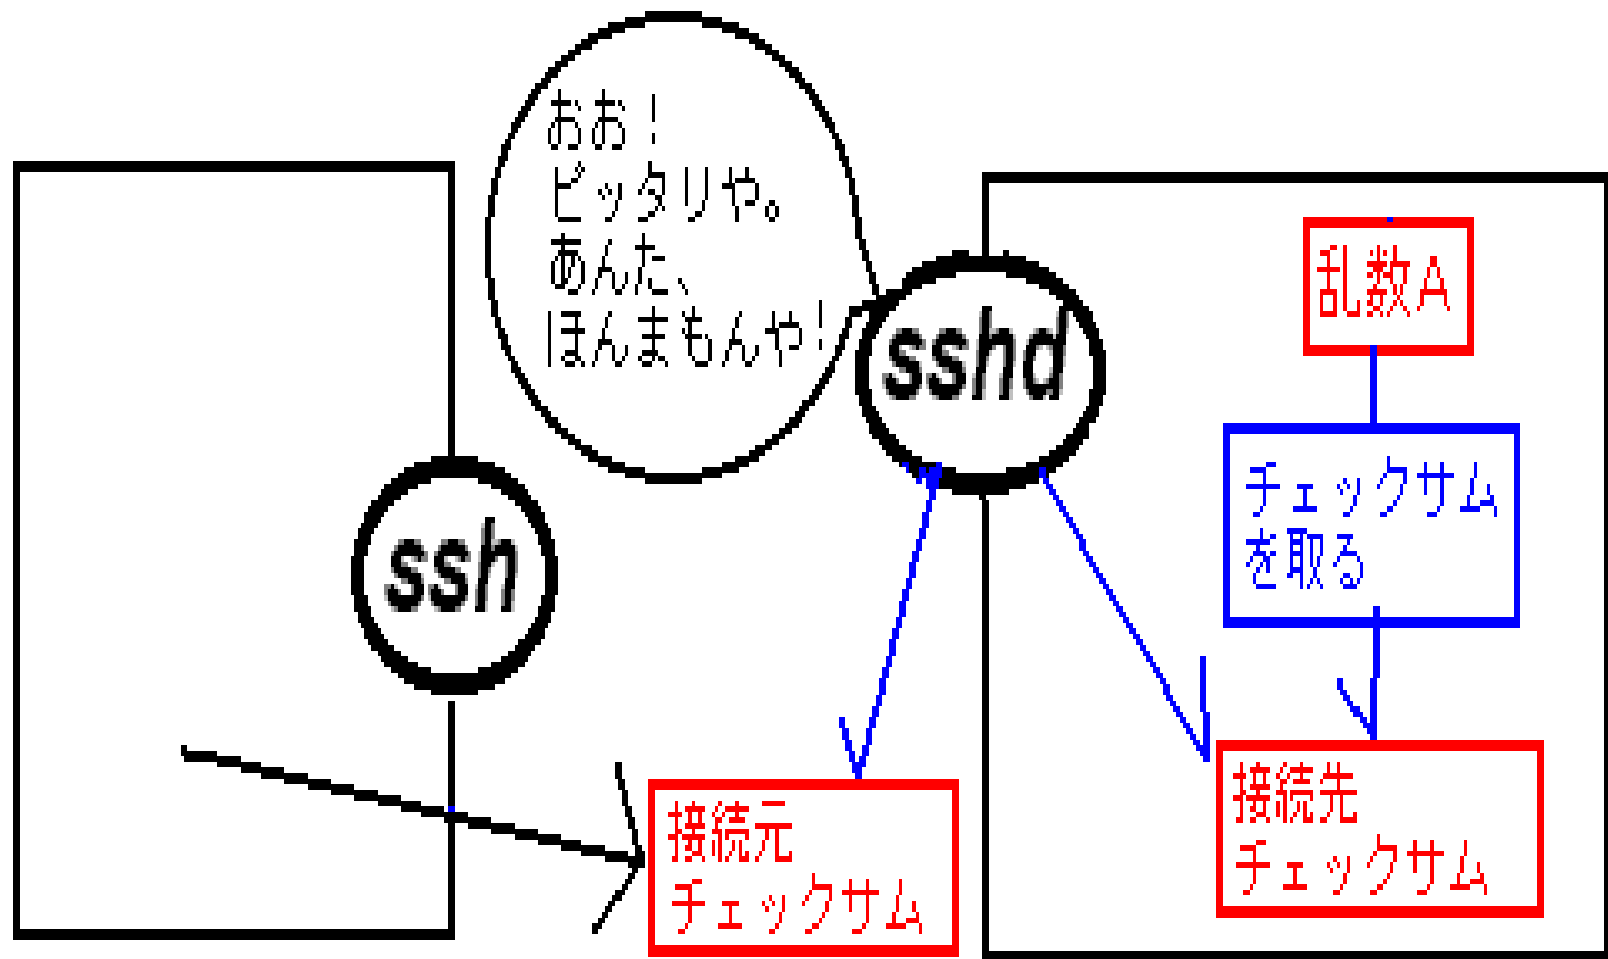 おお！
ピッタリや。
あんた、
ほんまもんや！
sshd
ssh
乱数A
チェックサム
を取る
接続元
チェックサム
接続先
チェックサム